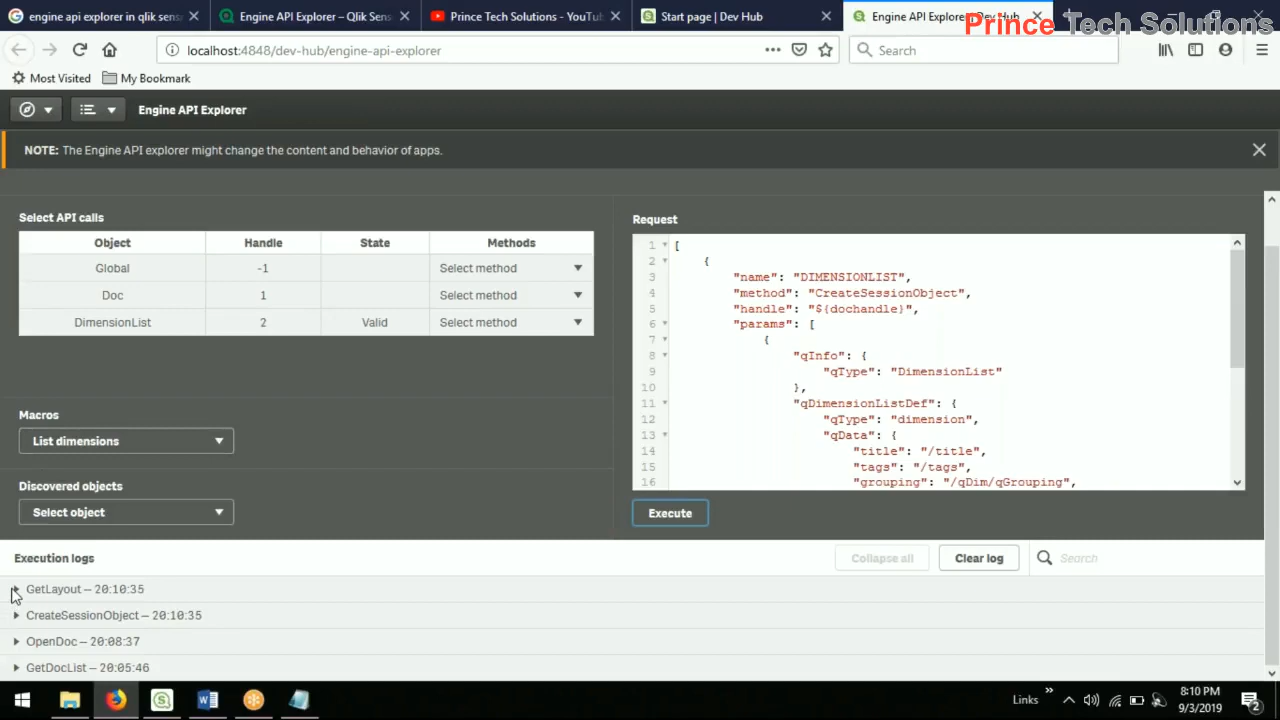 engine api explorer in qlik sens
Engine API Explorer – Qlik Sens
Prince Tech Solutions - YouTu
Start page | Dev Hub
Engine API Explorer | Dev Hub
Prince Tech Solutions
localhost:4848/dev-hub/engine-api-explorer
Search
Most Visited
My Bookmark
Engine API Explorer
NOTE: The Engine API explorer might change the content and behavior of apps.
Select API calls
Object Handle State Methods
Global -1 Select method
Doc 1 Select method
DimensionList 2 Valid Select method
Macros
List dimensions
Discovered objects
Select object
Request
1 [
2 {
3 "name": "DIMENSIONLIST",
4 "method": "CreateSessionObject",
5 "handle": "${dochandle}",
6 "params": [
7 {
8 "qInfo": {
9 "qType": "DimensionList"
10 },
11 "qDimensionListDef": {
12 "qType": "dimension",
13 "qData": {
14 "title": "/title",
15 "tags": "/tags",
16 "grouping": "/qDim/qGrouping",
Execute
Execution logs
Collapse all
Clear log
Search
GetLayout – 20:10:35
CreateSessionObject – 20:10:35
OpenDoc – 20:08:37
GetDocList – 20:05:46
Links
8:10 PM
9/3/2019
2